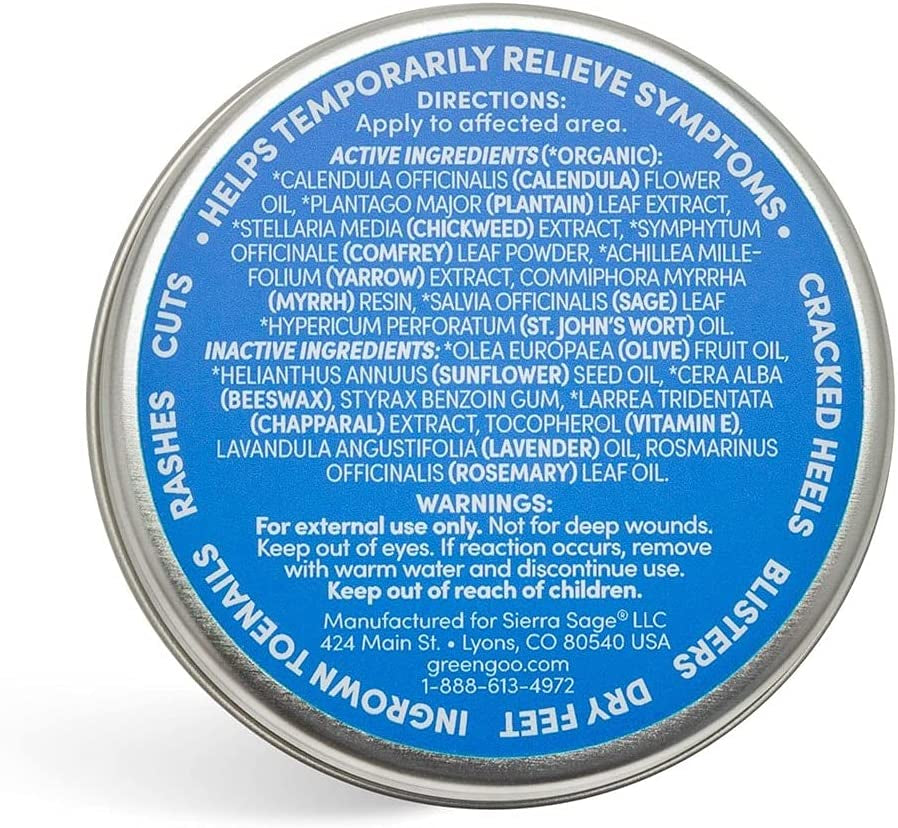 • HELPS TEMPORARILY RELIEVE SYMPTOMS •
CRACKED HEELS BLISTERS DRY FEET INGROWN TOENAILS RASHES CUTS
DIRECTIONS:
Apply to affected area.
ACTIVE INGREDIENTS (*ORGANIC):
*CALENDULA OFFICINALIS (CALENDULA) FLOWER
OIL, *PLANTAGO MAJOR (PLANTAIN) LEAF EXTRACT,
*STELLARIA MEDIA (CHICKWEED) EXTRACT, *SYMPHYTUM
OFFICINALE (COMFREY) LEAF POWDER, *ACHILLEA MILLE-
FOLIUM (YARROW) EXTRACT, COMMIPHORA MYRRHA
(MYRRH) RESIN, *SALVIA OFFICINALIS (SAGE) LEAF
*HYPERICUM PERFORATUM (ST. JOHN'S WORT) OIL.
INACTIVE INGREDIENTS: *OLEA EUROPAEA (OLIVE) FRUIT OIL,
*HELIANTHUS ANNUUS (SUNFLOWER) SEED OIL, *CERA ALBA
(BEESWAX), STYRAX BENZOIN GUM, *LARREA TRIDENTATA
(CHAPPARAL) EXTRACT, TOCOPHEROL (VITAMIN E),
LAVANDULA ANGUSTIFOLIA (LAVENDER) OIL, ROSMARINUS
OFFICINALIS (ROSEMARY) LEAF OIL.
WARNINGS:
For external use only. Not for deep wounds.
Keep out of eyes. If reaction occurs, remove
with warm water and discontinue use.
Keep out of reach of children.
Manufactured for Sierra Sage® LLC
424 Main St. • Lyons, CO 80540 USA
greengoo.com
1-888-613-4972